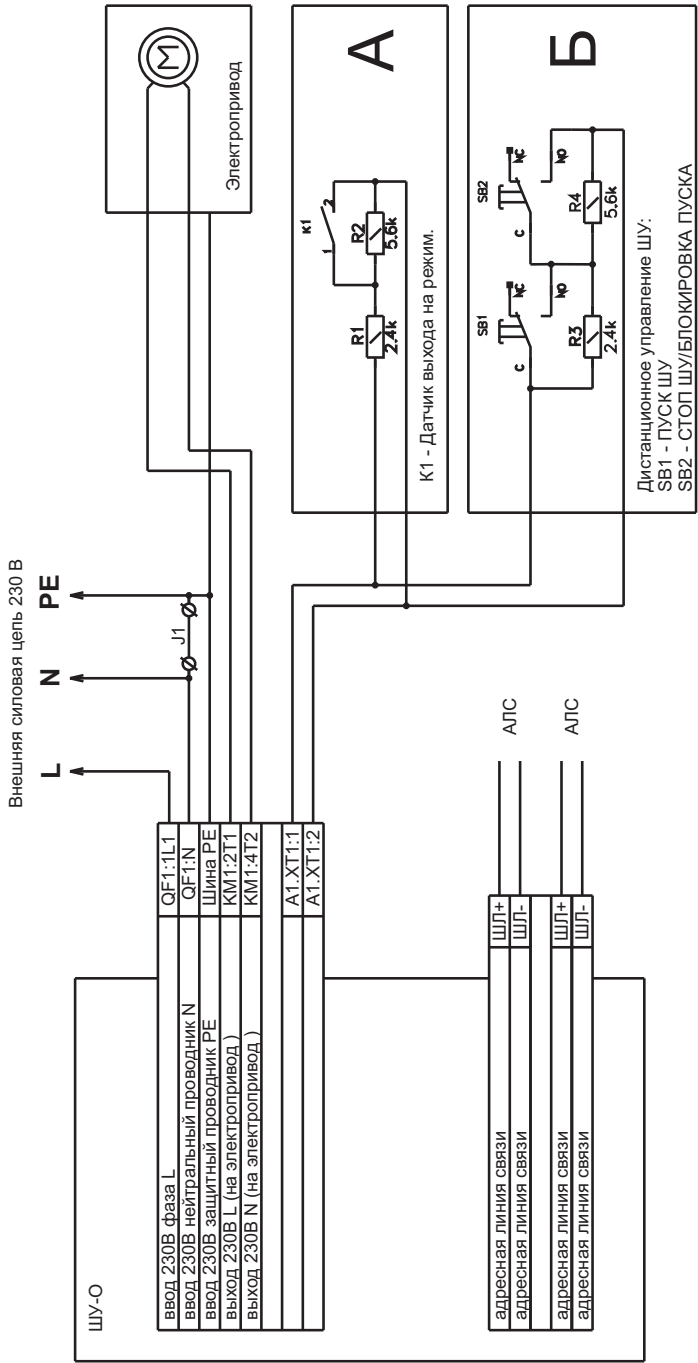 Внешняя силовая цепь 230 В
L
N
PE
J1
ШУ-О
ввод 230В фаза L
QF1:1L1
ввод 230В нейтральный проводник N
QF1:N
ввод 230В защитный проводник PE
Шина PE
выход 230В L (на электропривод )
KM1:2T1
выход 230В N (на электропривод )
KM1:4T2
A1.XT1:1
A1.XT1:2
адресная линия связи
ШЛ+
адресная линия связи
ШЛ-
адресная линия связи
ШЛ+
адресная линия связи
ШЛ-
АЛС
АЛС
M
Электропривод
А
K1
1
2
R1
2.4k
R2
5.6k
К1 - Датчик выхода на режим.
Б
SB1
C
NC
NO
SB2
C
NC
NO
R3
2.4k
R4
5.6k
Дистанционное управление ШУ:
SB1 - ПУСК ШУ
SB2 - СТОП ШУ/БЛОКИРОВКА ПУСКА